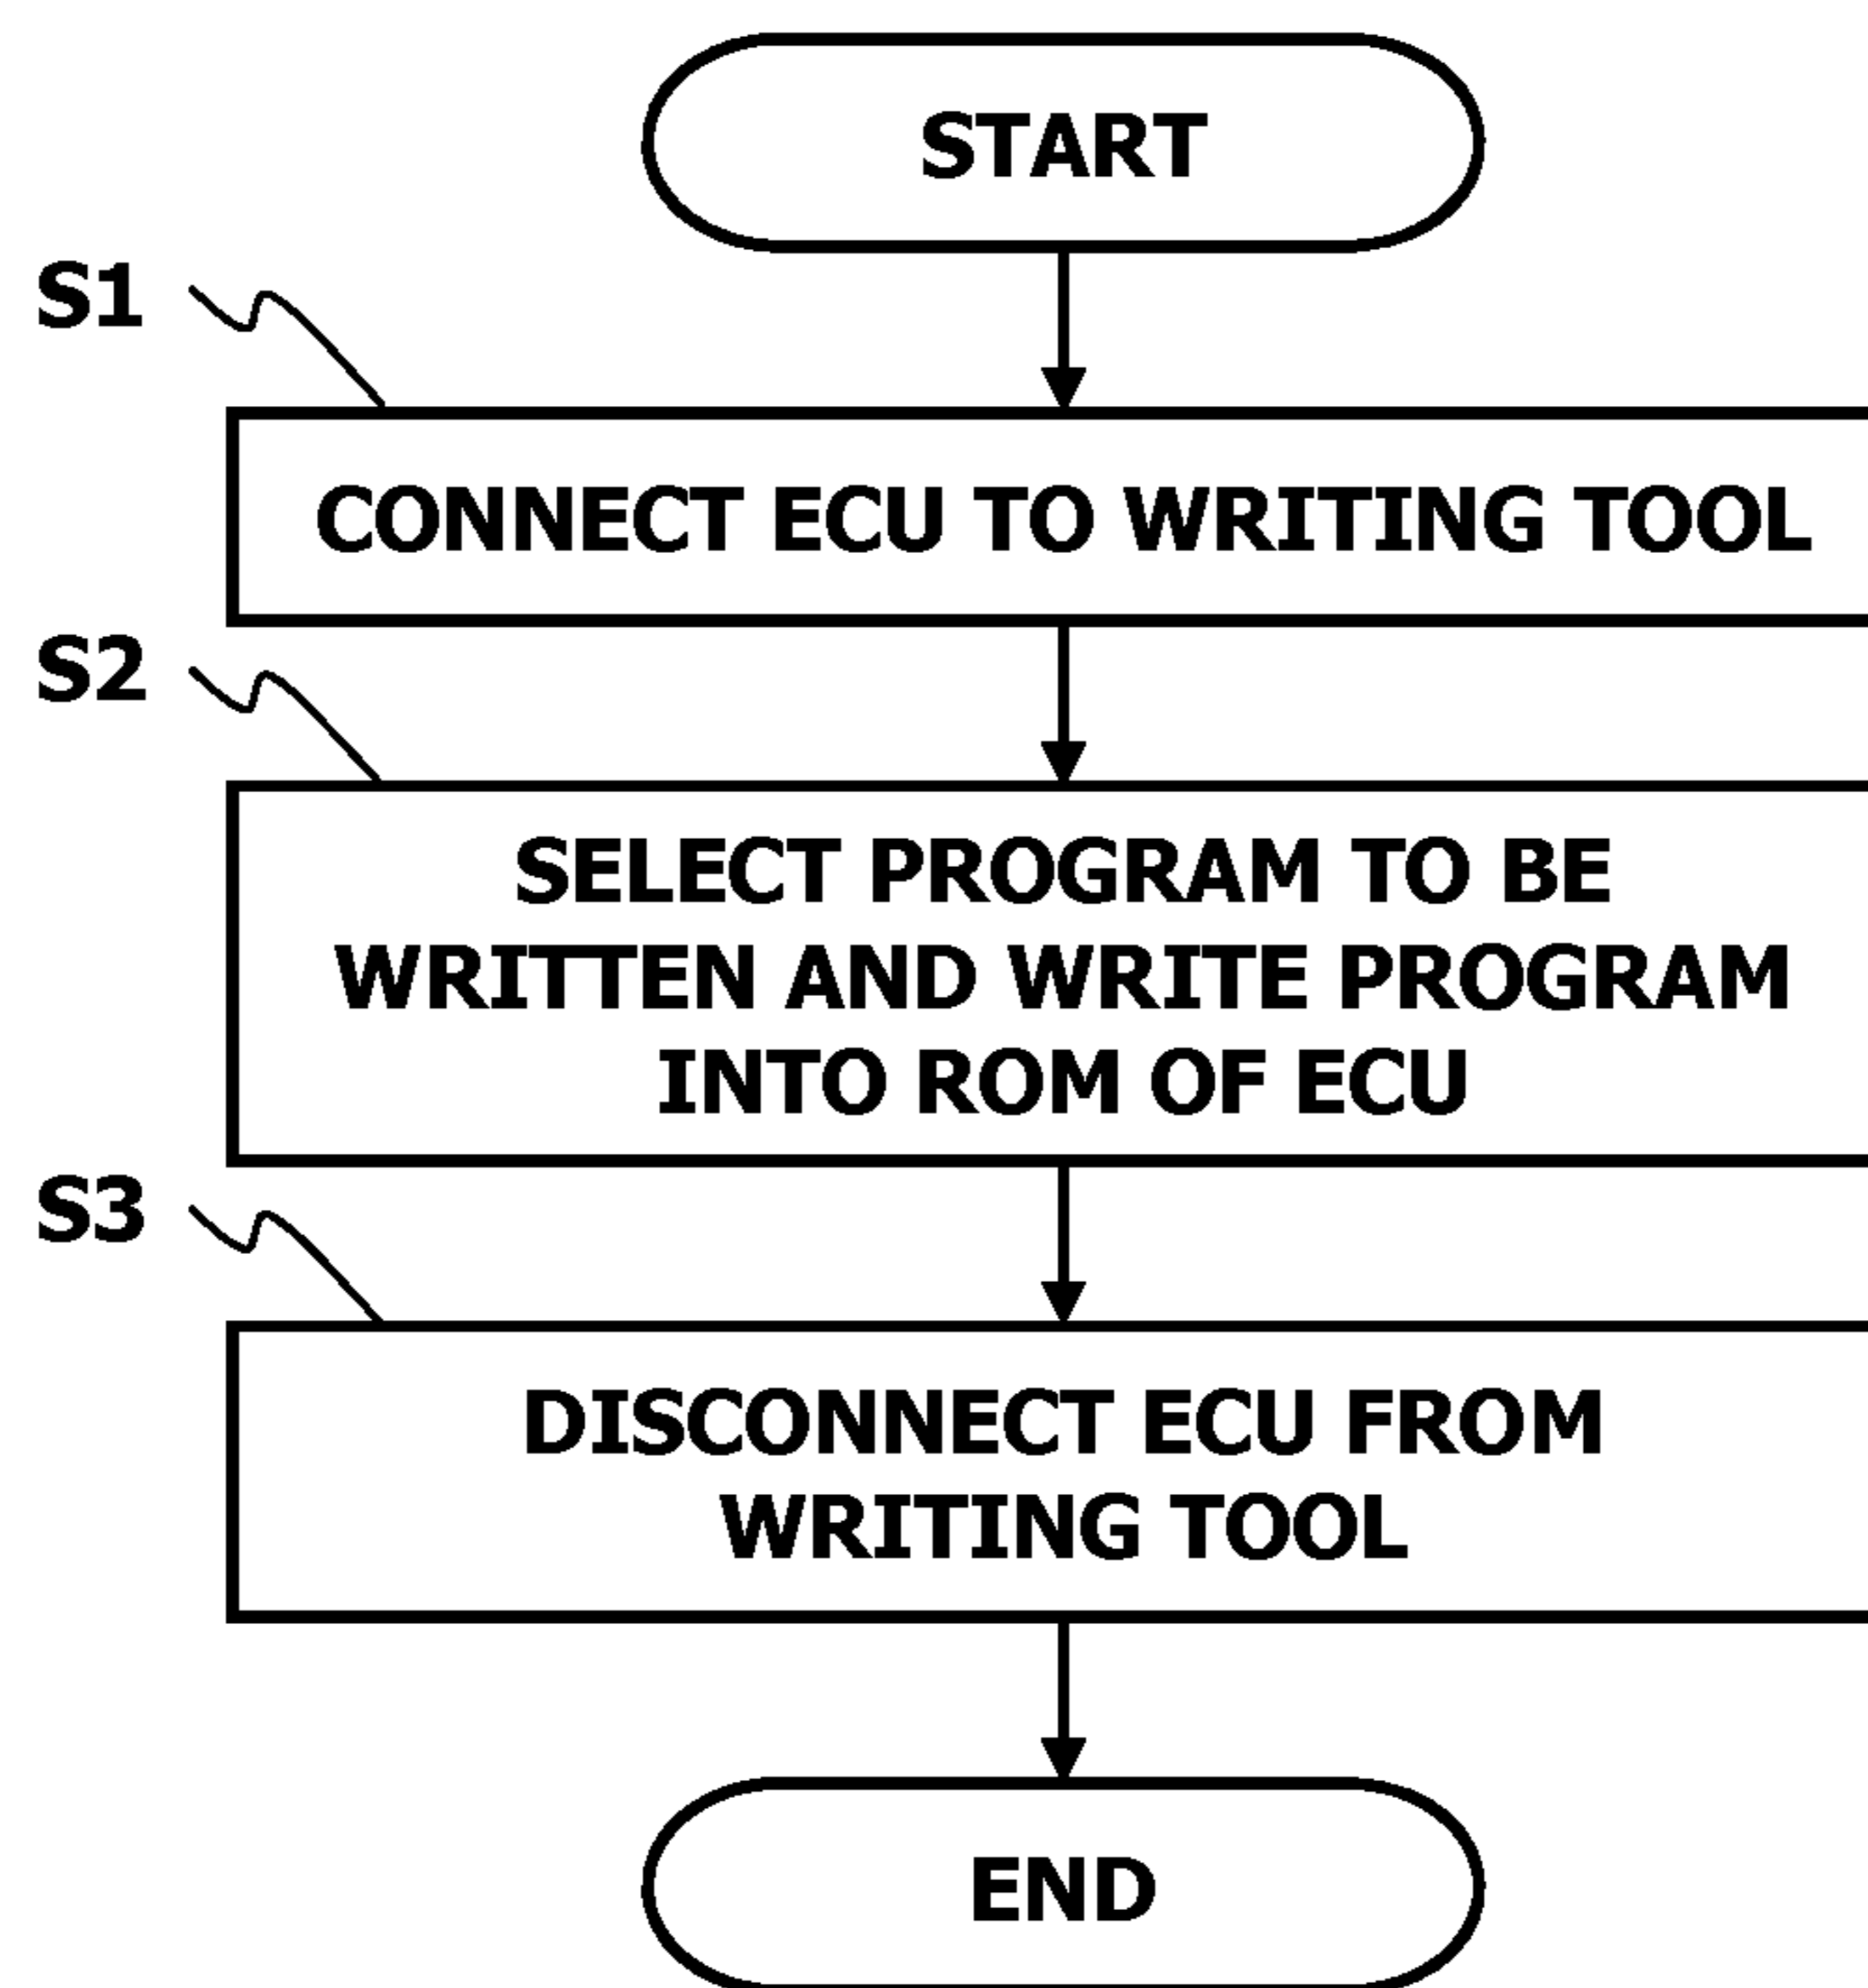 START
S1
CONNECT ECU TO WRITING TOOL
S2
SELECT PROGRAM TO BE
WRITTEN AND WRITE PROGRAM
INTO ROM OF ECU
S3
DISCONNECT ECU FROM
WRITING TOOL
END